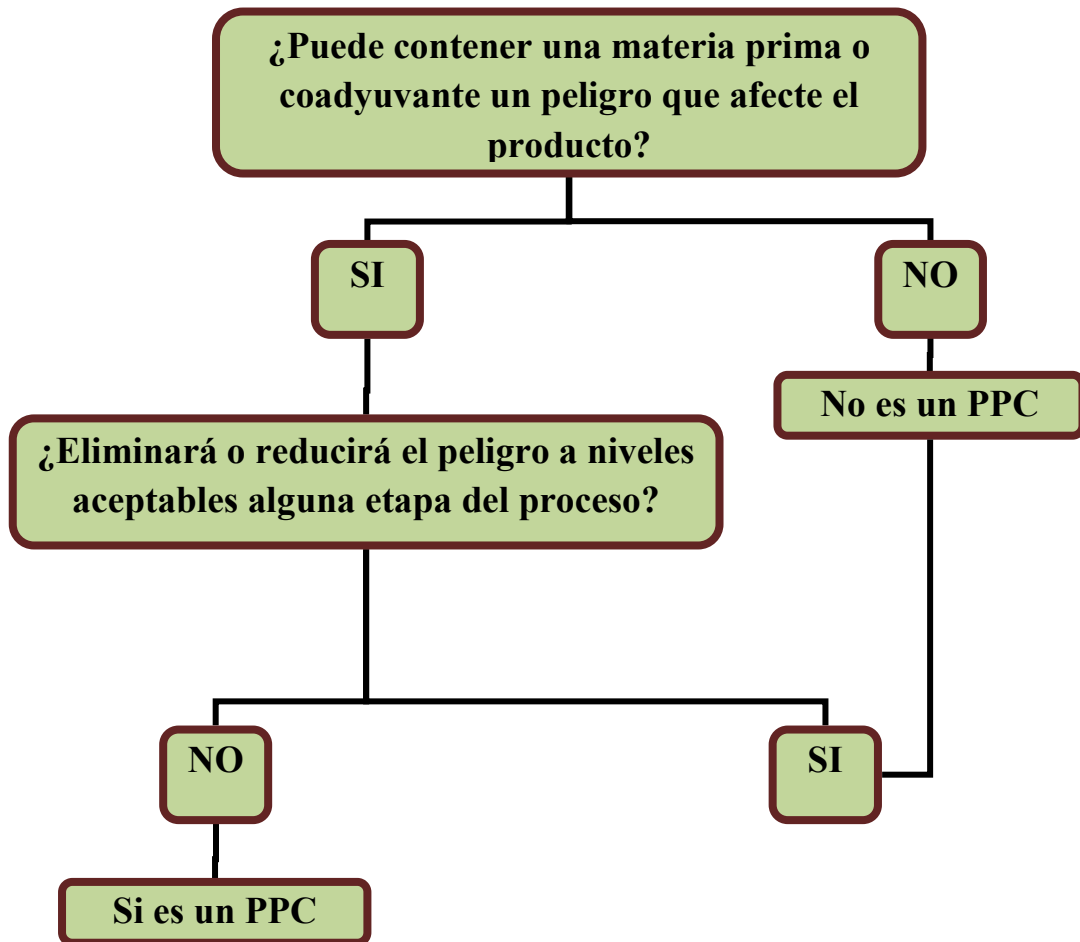 ¿Puede contener una materia prima o
coadyuvante un peligro que afecte el
producto?
SI
NO
No es un PPC
¿Eliminará o reducirá el peligro a niveles
aceptables alguna etapa del proceso?
NO
SI
Si es un PPC